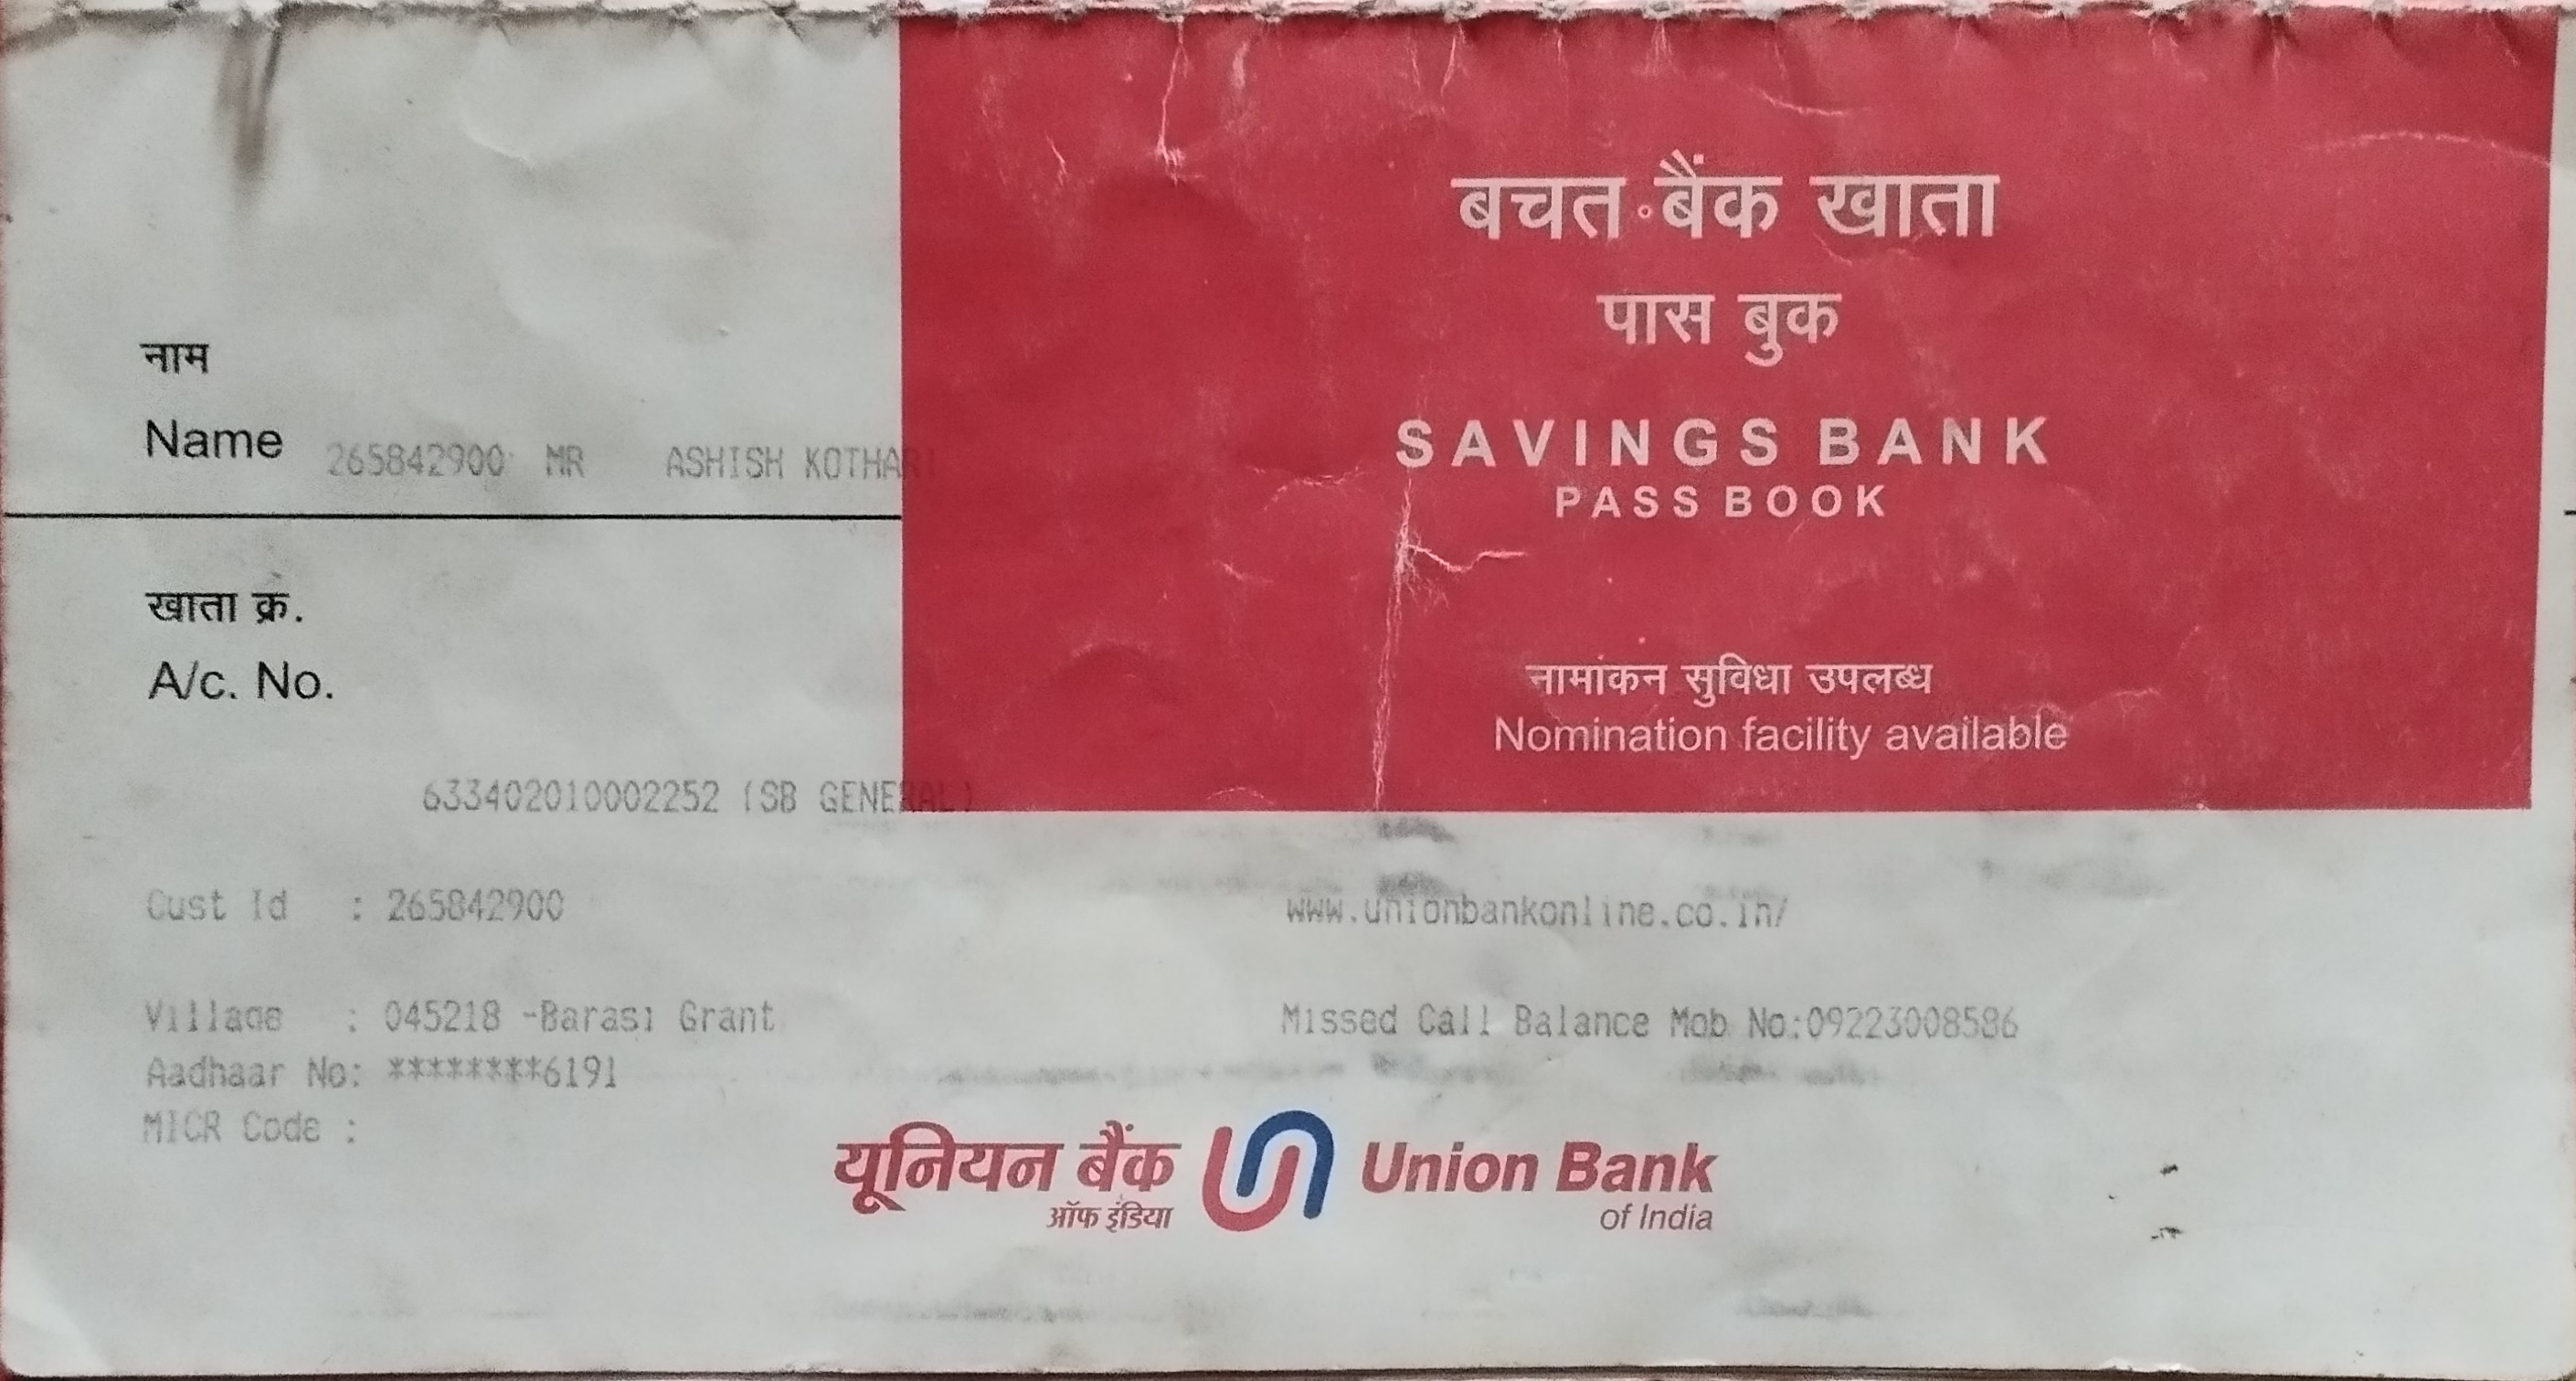 बचत बैंक खाता
पास बुक
SAVINGS BANK
PASS BOOK
नामांकन सुविधा उपलब्ध
Nomination facility available
नाम
Name 265842900 MR ASHISH KOTHARI
खाता क्र.
A/c. No.
633402010002252 (SB GENERAL)
Cust Id : 265842900
www.unionbankonline.co.in/
Village : 045218 -Barasi Grant
Missed Call Balance Mob No:09223008586
Aadhaar No: ********6191
MICR Code :
यूनियन बैंक
ऑफ इंडिया
Union Bank
of India